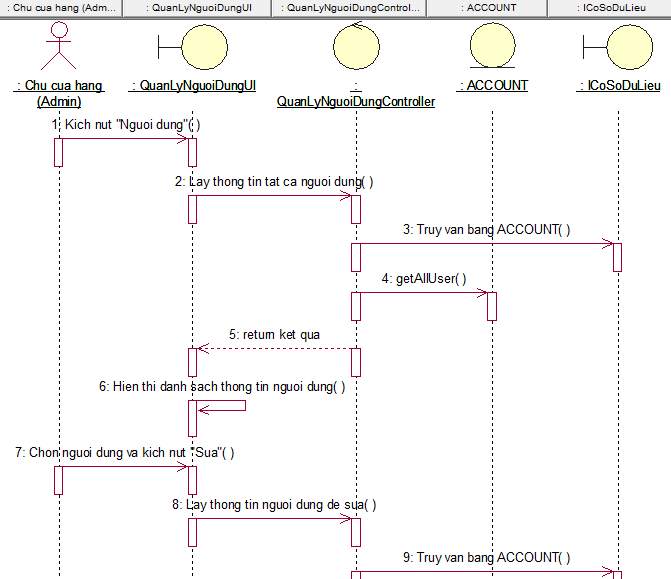 : Chu cua hang (Adm...
: QuanLyNguoiDungUI
: QuanLyNguoiDungControl...
: ACCOUNT
: ICoSoDuLieu
: Chu cua hang
(Admin)
: QuanLyNguoiDungUI
:
QuanLyNguoiDungController
: ACCOUNT
: ICoSoDuLieu
1: Kich nut "Nguoi dung"( )
2: Lay thong tin tat ca nguoi dung( )
3: Truy van bang ACCOUNT( )
4: getAllUser( )
5: return ket qua
6: Hien thi danh sach thong tin nguoi dung( )
7: Chon nguoi dung va kich nut "Sua"( )
8: Lay thong tin nguoi dung de sua( )
9: Truy van bang ACCOUNT( )